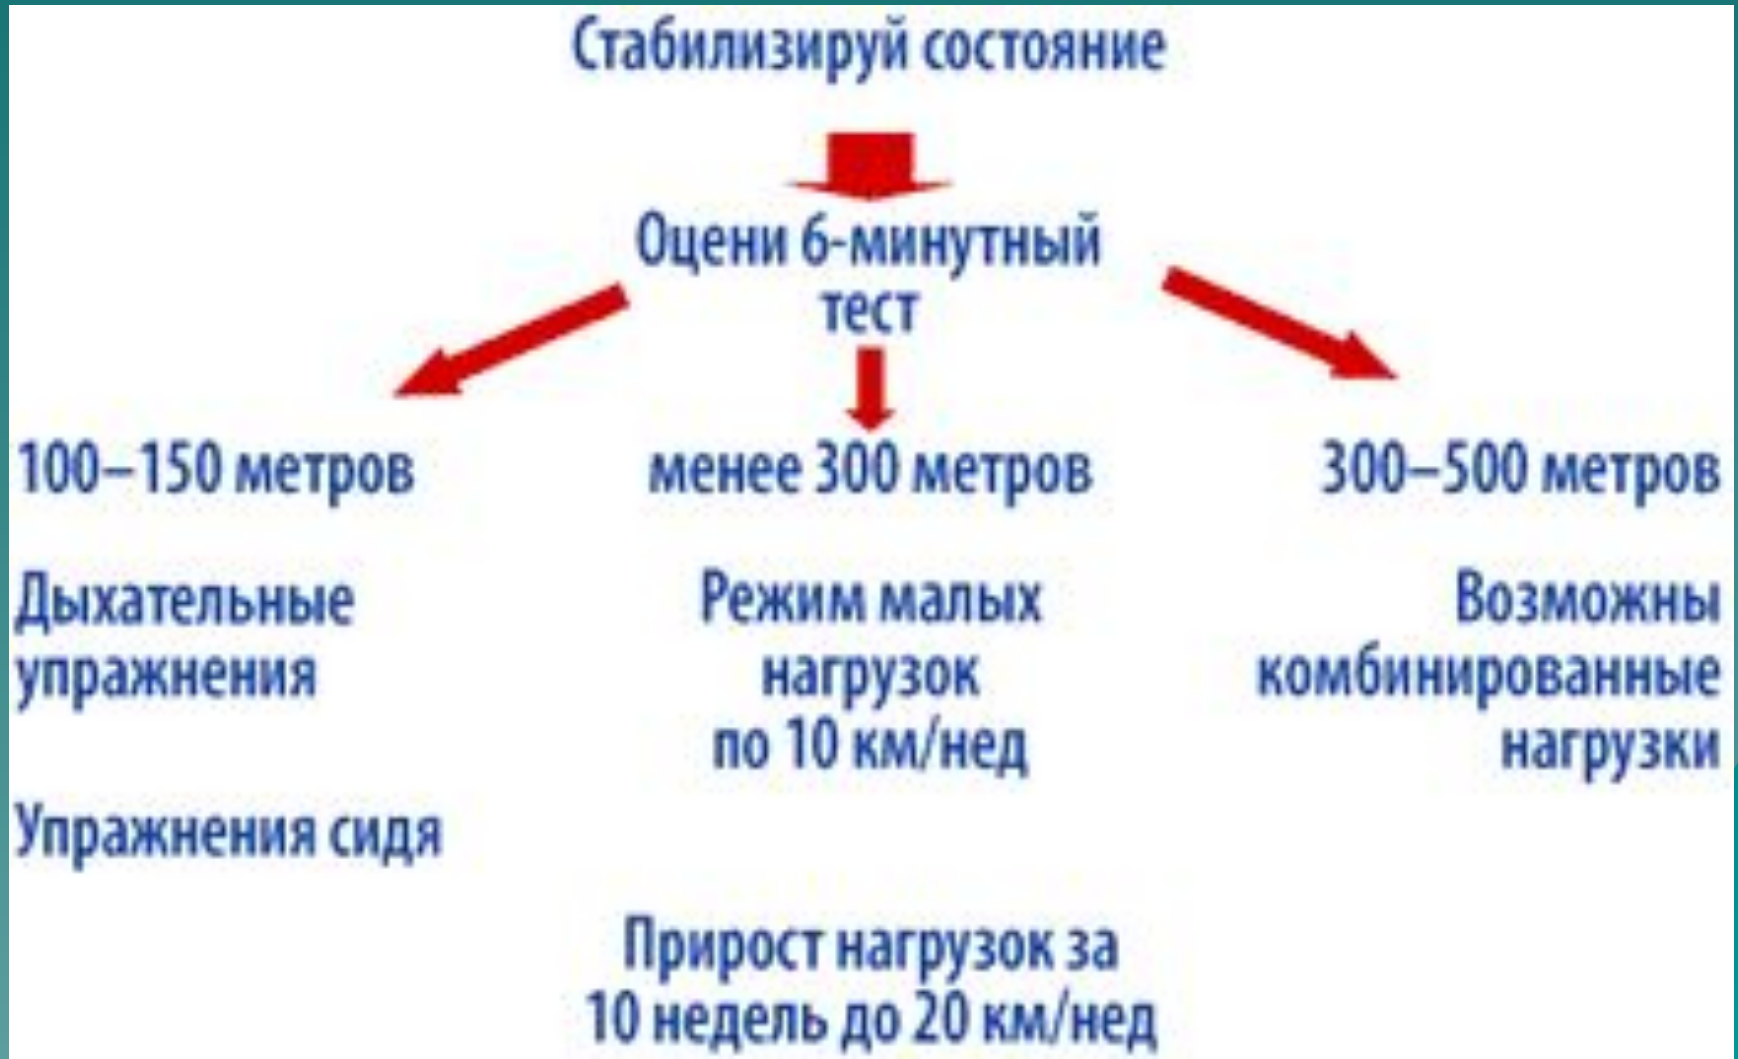 Стабилизируй состояние
Оцени 6-минутный
тест
100–150 метров
менее 300 метров
300–500 метров
Дыхательные
упражнения
Режим малых
нагрузок
по 10 км/нед
Возможны
комбинированные
нагрузки
Упражнения сидя
Прирост нагрузок за
10 недель до 20 км/нед